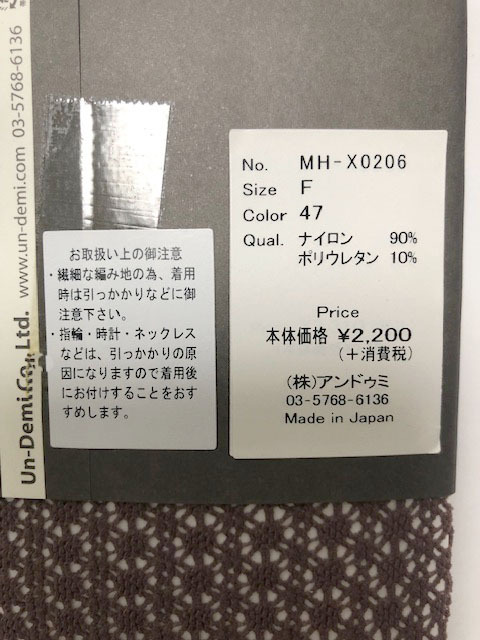 Un-Demi.Co., Ltd. www.un-demi.com 03-5768-6136
お取扱い上の御注意
・繊細な編み地の為、着用
時は引っかかりなどに御
注意下さい。
・指輪・時計・ネックレス
などは、引っかかりの原
因になりますので着用後
にお付けすることをおす
すめします。
No. MH-X0206
Size F
Color 47
Qual. ナイロン 90%
ポリウレタン 10%
Price
本体価格 ¥2,200
(+消費税)
(株)アンドゥミ
03-5768-6136
Made in Japan